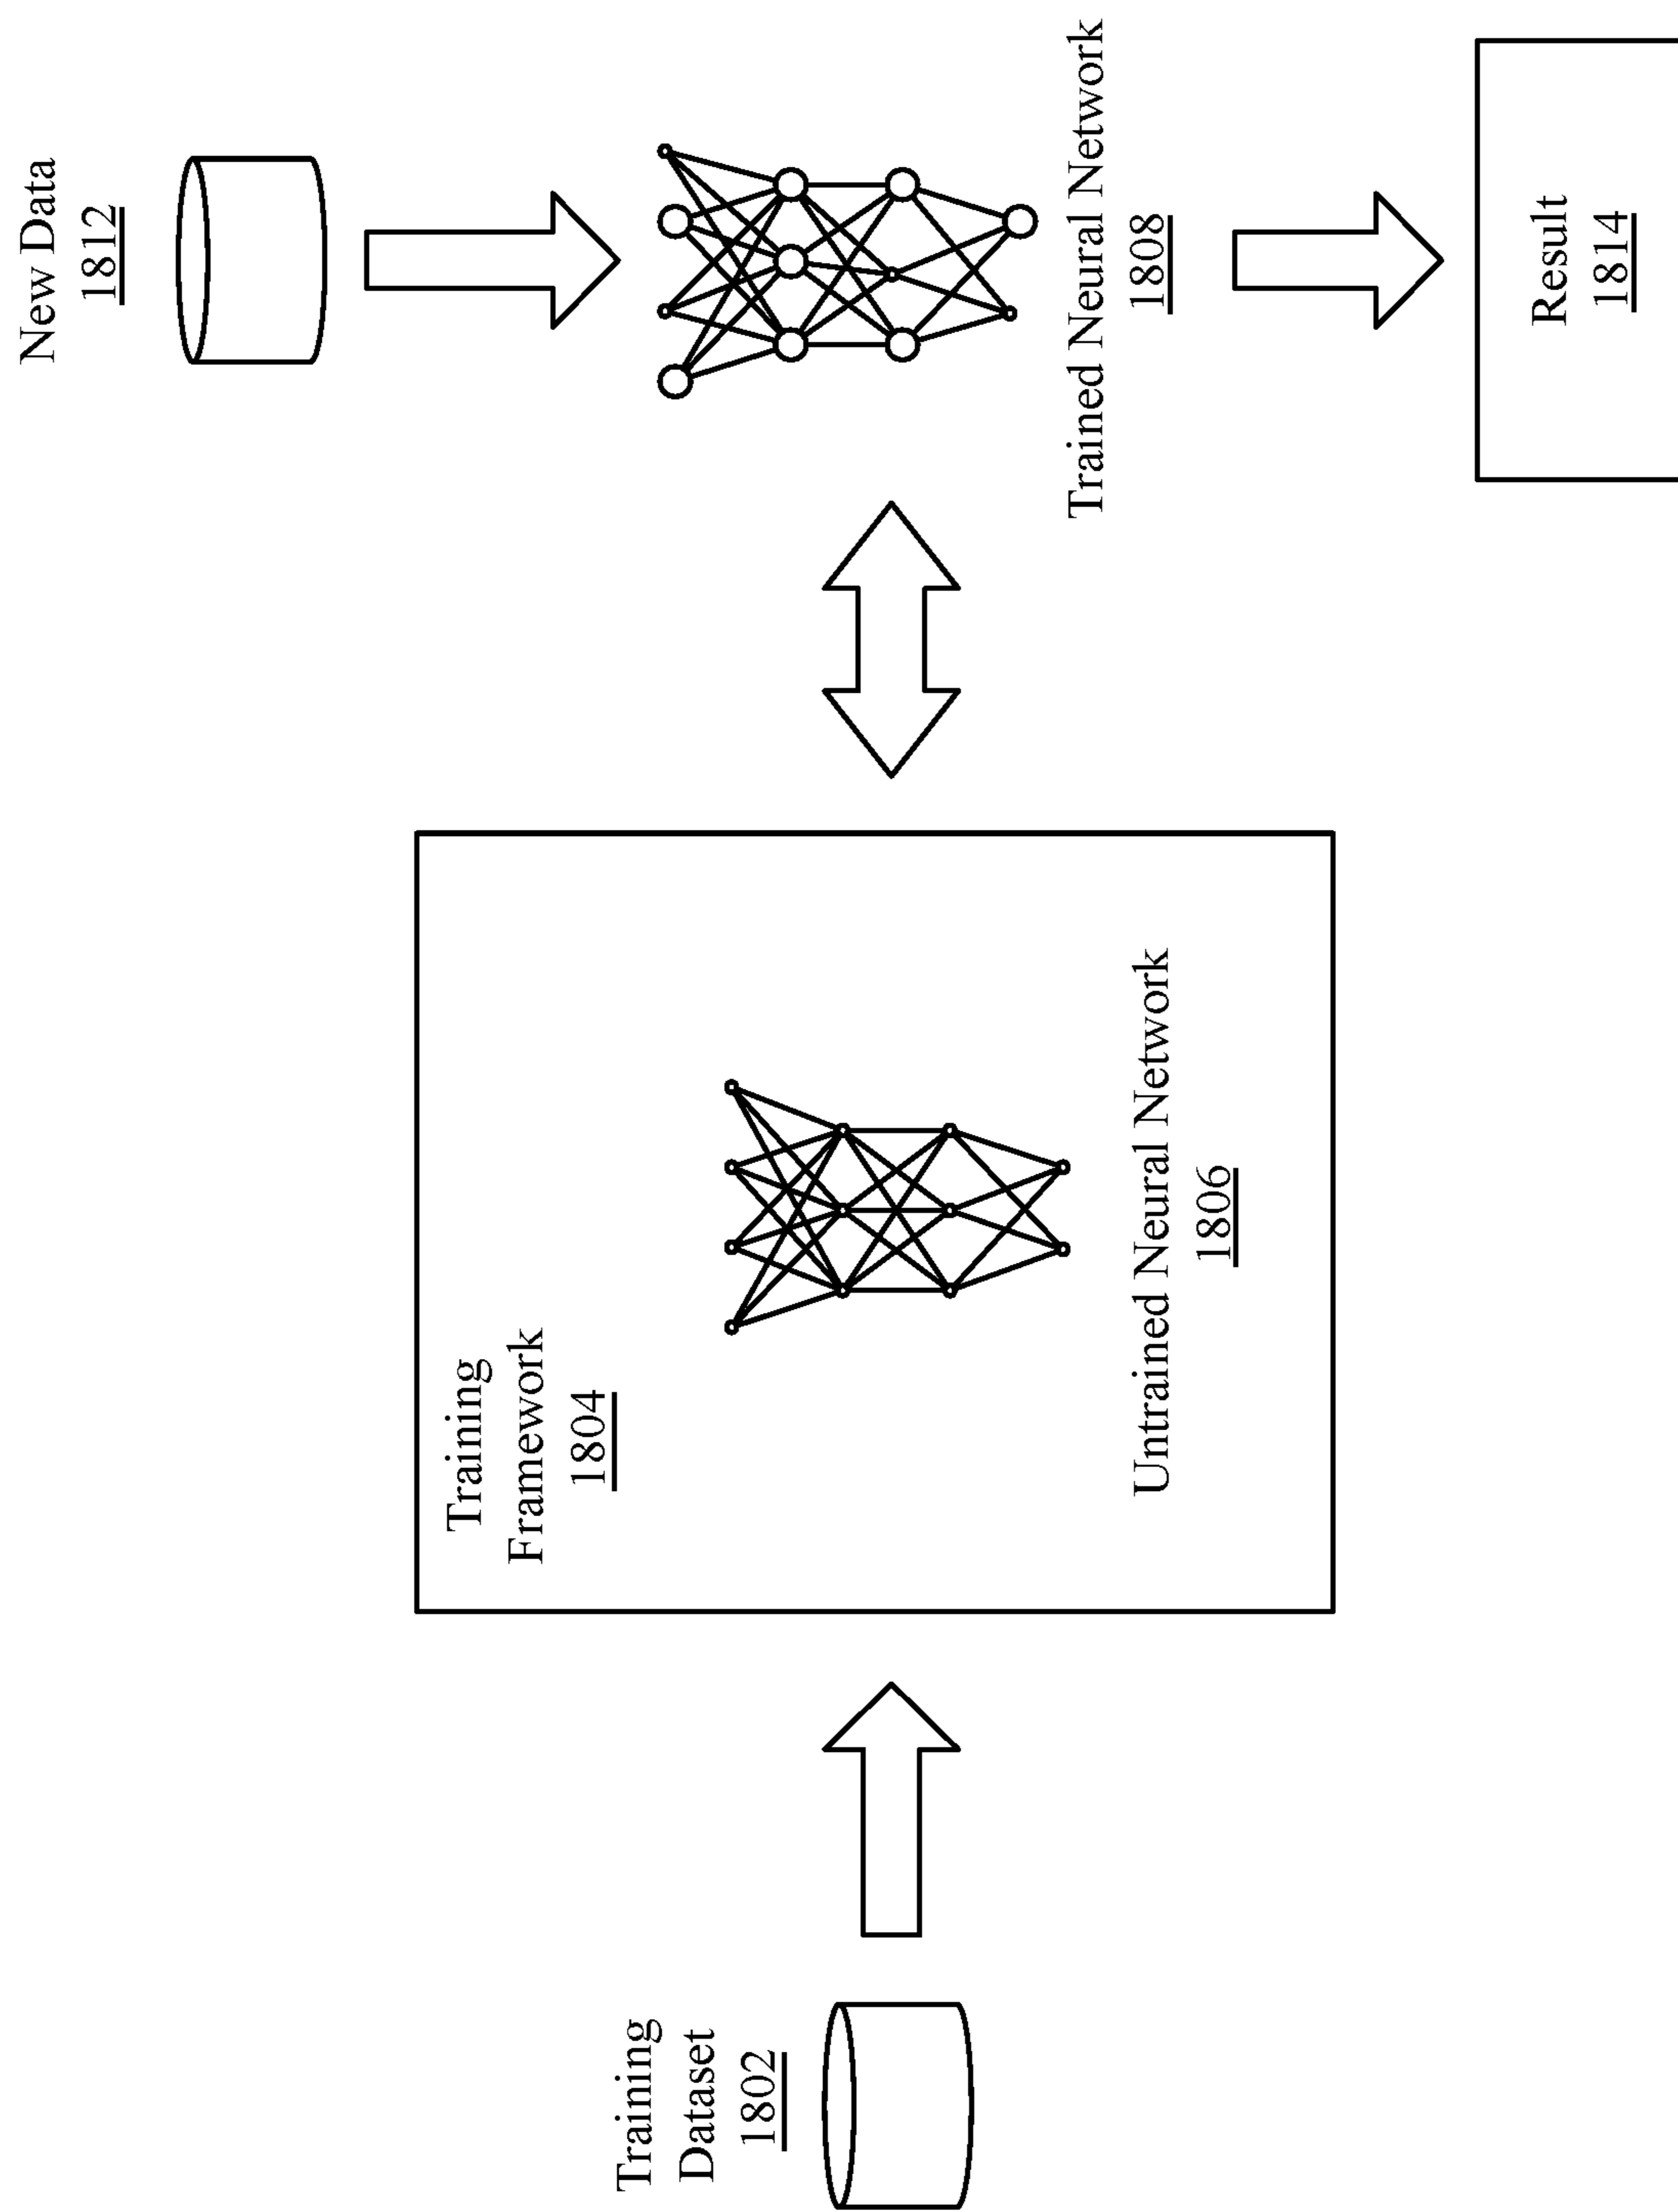 Training
Dataset
1802
Training
Framework
1804
Untrained Neural Network
1806
New Data
1812
Trained Neural Network
1808
Result
1814